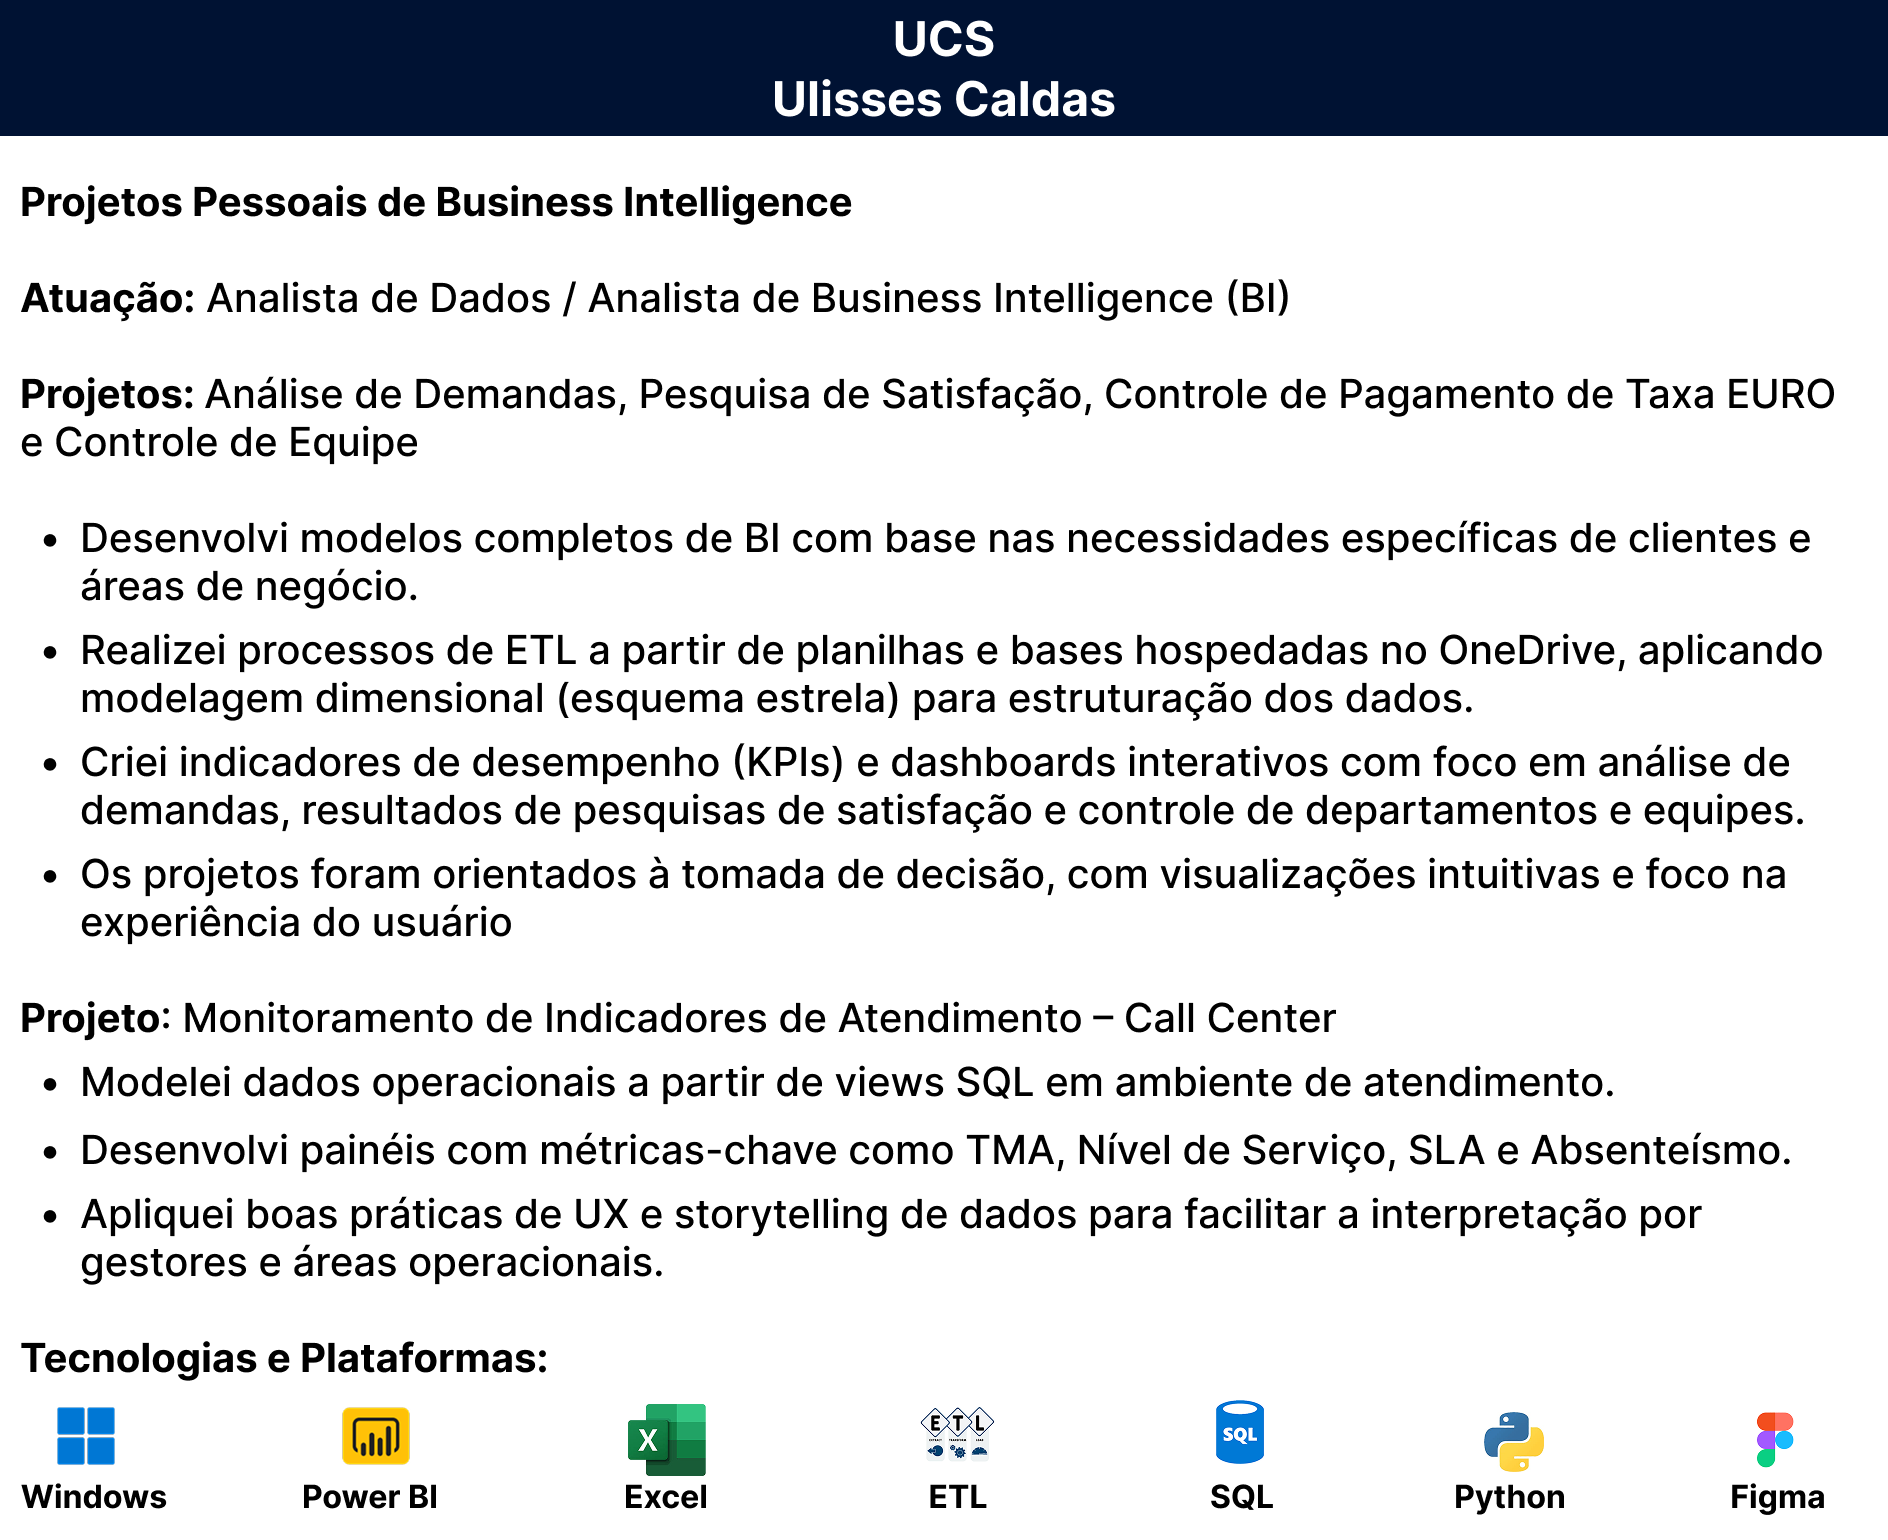 UCS
Ulisses Caldas
Projetos Pessoais de Business Intelligence
Atuação: Analista de Dados / Analista de Business Intelligence (BI)
Projetos: Análise de Demandas, Pesquisa de Satisfação, Controle de Pagamento de Taxa EURO
e Controle de Equipe
• Desenvolvi modelos completos de BI com base nas necessidades específicas de clientes e
áreas de negócio.
• Realizei processos de ETL a partir de planilhas e bases hospedadas no OneDrive, aplicando
modelagem dimensional (esquema estrela) para estruturação dos dados.
• Criei indicadores de desempenho (KPIs) e dashboards interativos com foco em análise de
demandas, resultados de pesquisas de satisfação e controle de departamentos e equipes.
• Os projetos foram orientados à tomada de decisão, com visualizações intuitivas e foco na
experiência do usuário
Projeto: Monitoramento de Indicadores de Atendimento – Call Center
• Modelei dados operacionais a partir de views SQL em ambiente de atendimento.
• Desenvolvi painéis com métricas-chave como TMA, Nível de Serviço, SLA e Absenteísmo.
• Apliquei boas práticas de UX e storytelling de dados para facilitar a interpretação por
gestores e áreas operacionais.
Tecnologias e Plataformas:
X
E T L
SQL
Windows Power BI Excel ETL SQL Python Figma